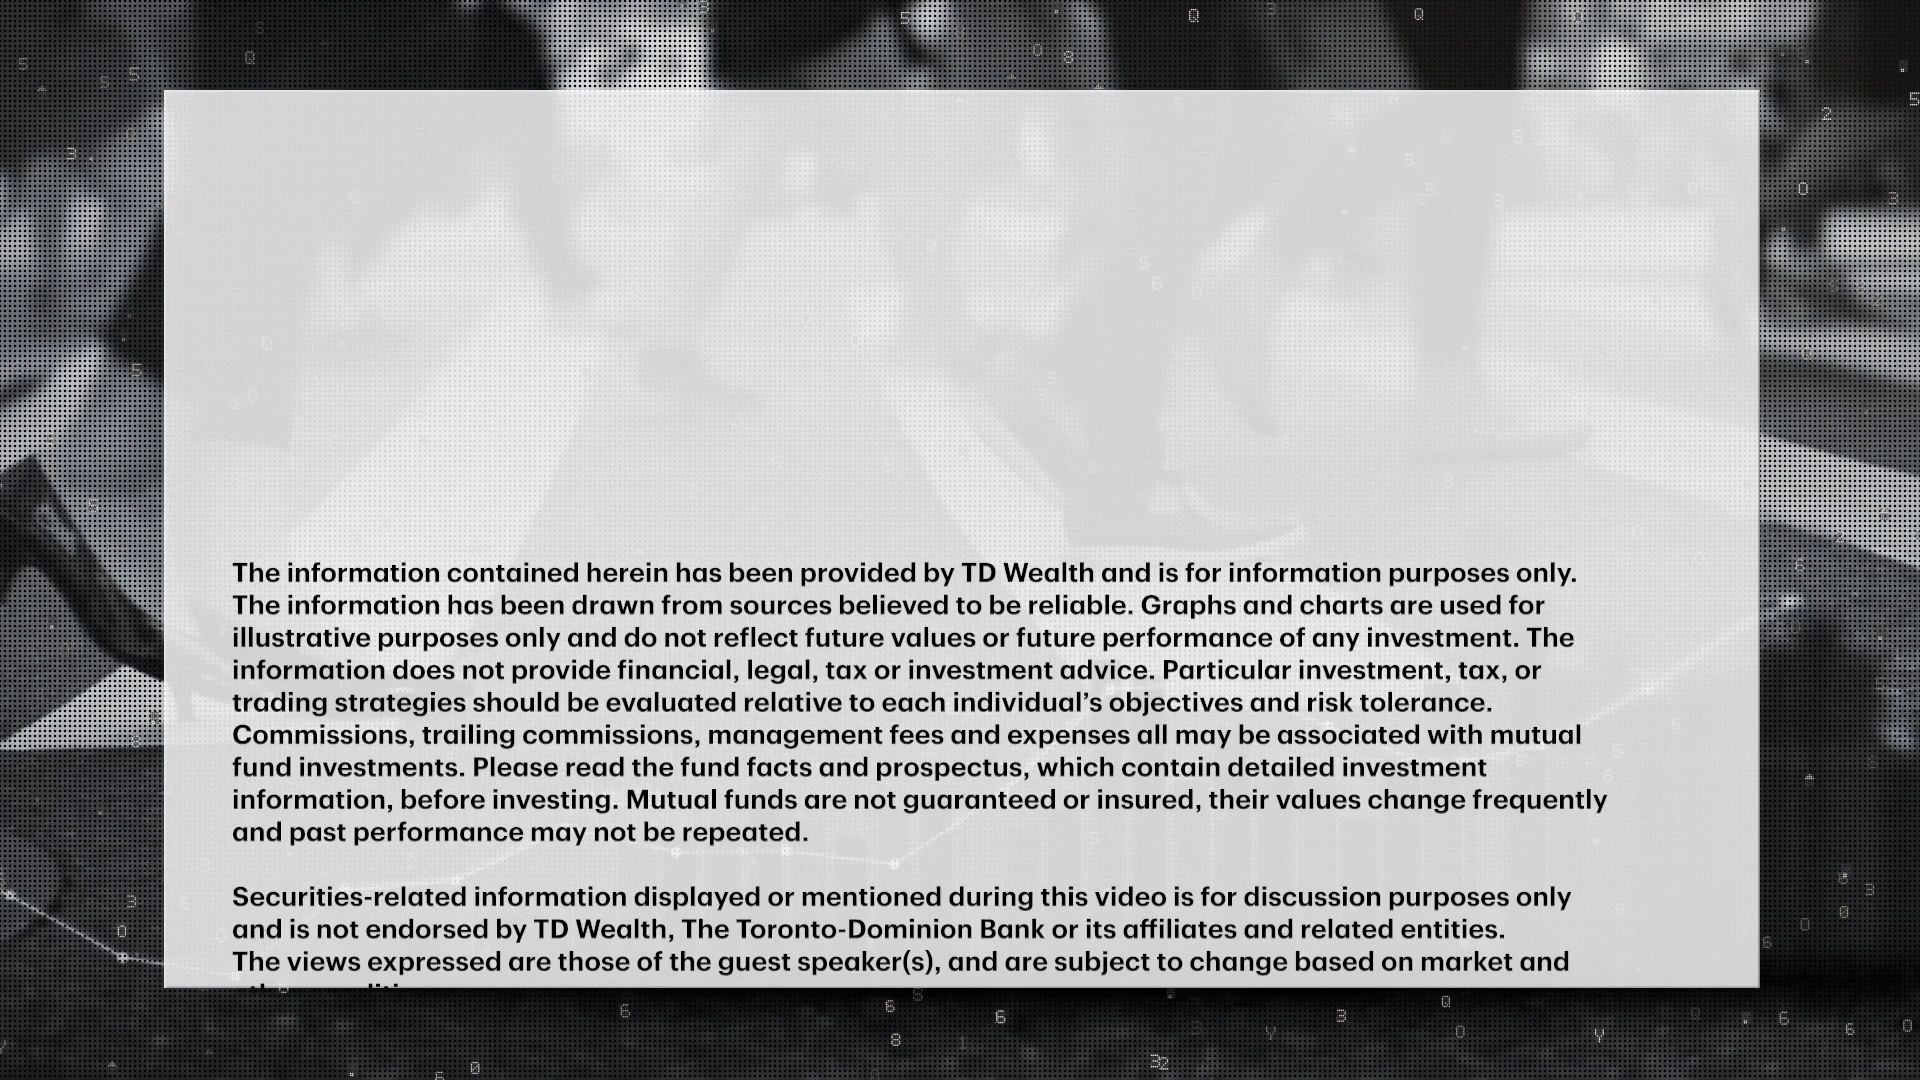 The information contained herein has been provided by TD Wealth and is for information purposes only.
The information has been drawn from sources believed to be reliable. Graphs and charts are used for
illustrative purposes only and do not reflect future values or future performance of any investment. The
information does not provide financial, legal, tax or investment advice. Particular investment, tax, or
trading strategies should be evaluated relative to each individual’s objectives and risk tolerance.
Commissions, trailing commissions, management fees and expenses all may be associated with mutual
fund investments. Please read the fund facts and prospectus, which contain detailed investment
information, before investing. Mutual funds are not guaranteed or insured, their values change frequently
and past performance may not be repeated.
Securities-related information displayed or mentioned during this video is for discussion purposes only
and is not endorsed by TD Wealth, The Toronto-Dominion Bank or its affiliates and related entities.
The views expressed are those of the guest speaker(s), and are subject to change based on market and